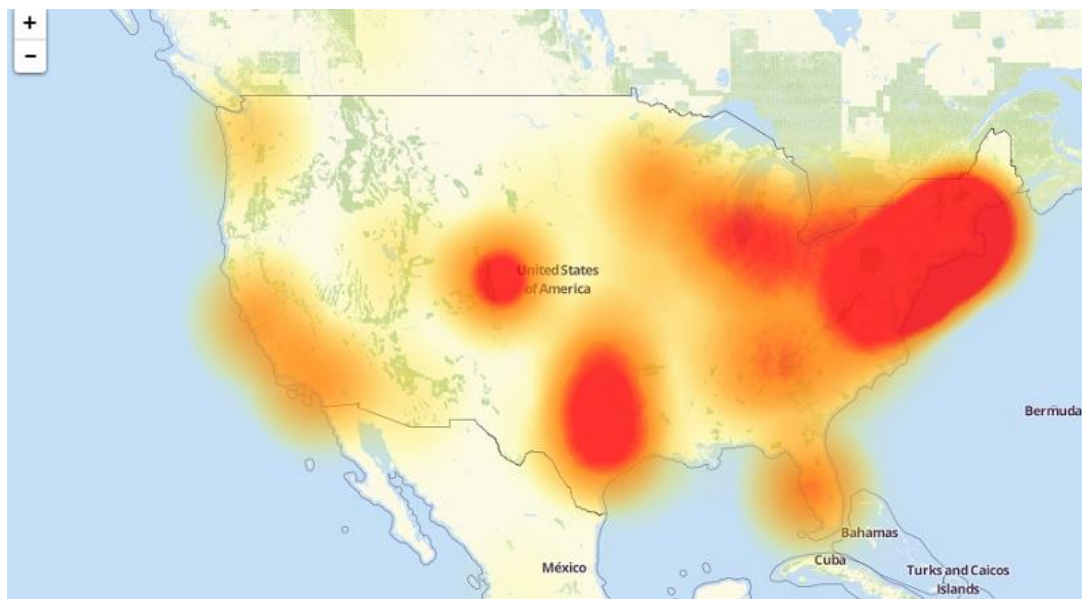 +
−
United States
of America
Bermuda
Bahamas
México
Cuba
Turks and Caicos
Islands